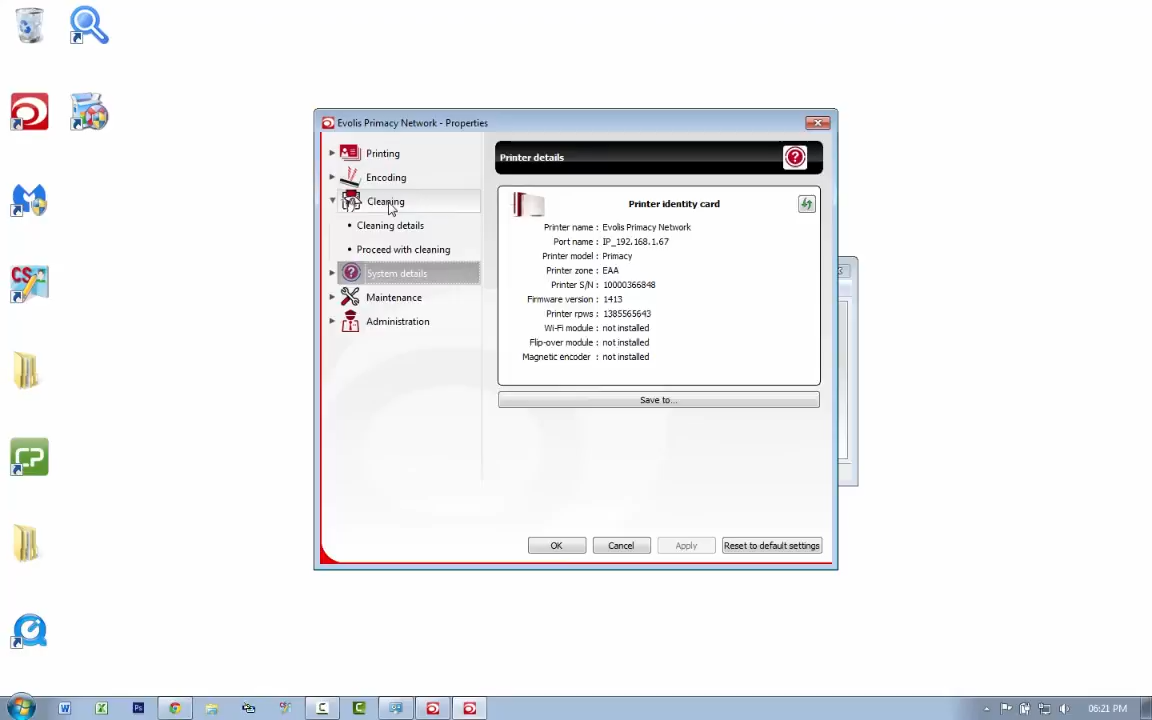 Evolis Primacy Network - Properties
Printing
Encoding
Cleaning
Cleaning details
Proceed with cleaning
System details
Maintenance
Administration
Printer details
Printer identity card
Printer name : Evolis Primacy Network
Port name : IP_192.168.1.67
Printer model : Primacy
Printer zone : EAA
Printer S/N : 10000366848
Firmware version : 1413
Printer rpws : 1385565643
Wi-Fi module : not installed
Flip-over module : not installed
Magnetic encoder : not installed
Save to...
OK
Cancel
Apply
Reset to default settings
CS
CP
W
X
Ps
C
C
06:21 PM